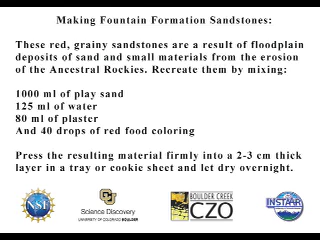 Making Fountain Formation Sandstones:
These red, grainy sandstones are a result of floodplain
deposits of sand and small materials from the erosion
of the Ancestral Rockies. Recreate them by mixing:
1000 ml of play sand
125 ml of water
80 ml of plaster
And 40 drops of red food coloring
Press the resulting material firmly into a 2-3 cm thick
layer in a tray or cookie sheet and let dry overnight.
NSF
CU
Science Discovery
UNIVERSITY OF COLORADO BOULDER
BOULDER CREEK
CZO
INSTAAR